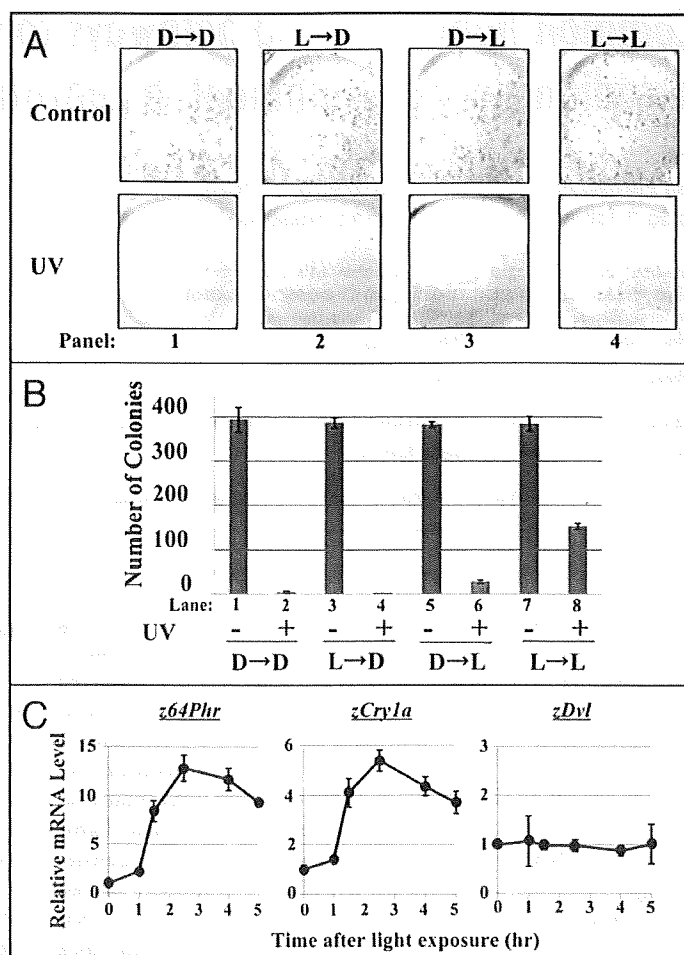 A
D→D L→D D→L L→L
Control
UV
Panel: 1 2 3 4
B
Number of Colonies
400
300
200
100
0
Lane: 1 2 3 4 5 6 7 8
UV - + - + - + - +
D→D L→D D→L L→L
C
z64Phr zCry1a zDvl
Relative mRNA Level
15
10
5
0
6
4
2
0
3
2
1
0
0 1 2 3 4 5 0 1 2 3 4 5 0 1 2 3 4 5
Time after light exposure (hr)